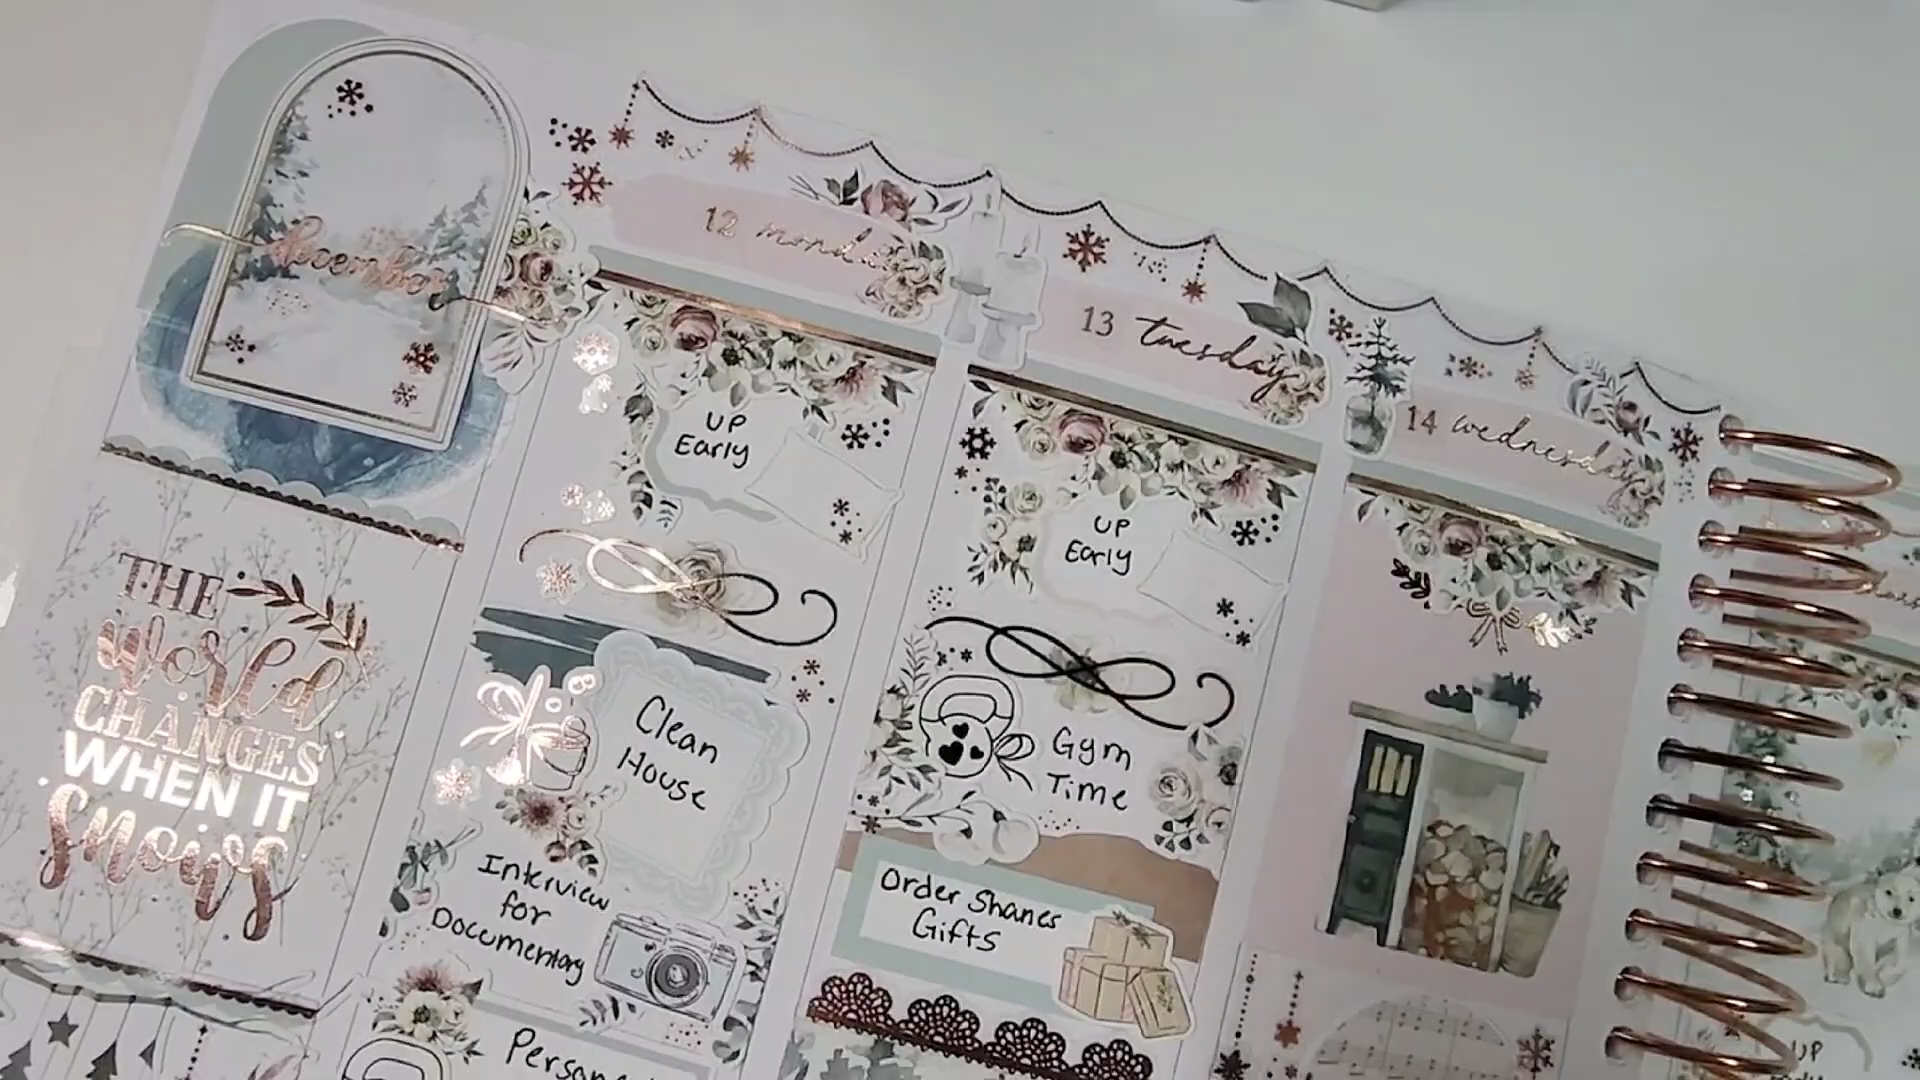 december
THE
World
CHANGES
WHEN IT
Snows
12 monday
UP
Early
Clean
House
Interview
for
Documentary
13 tuesday
UP
Early
Gym
Time
Order Shanes
Gifts
14 wednesday
UP